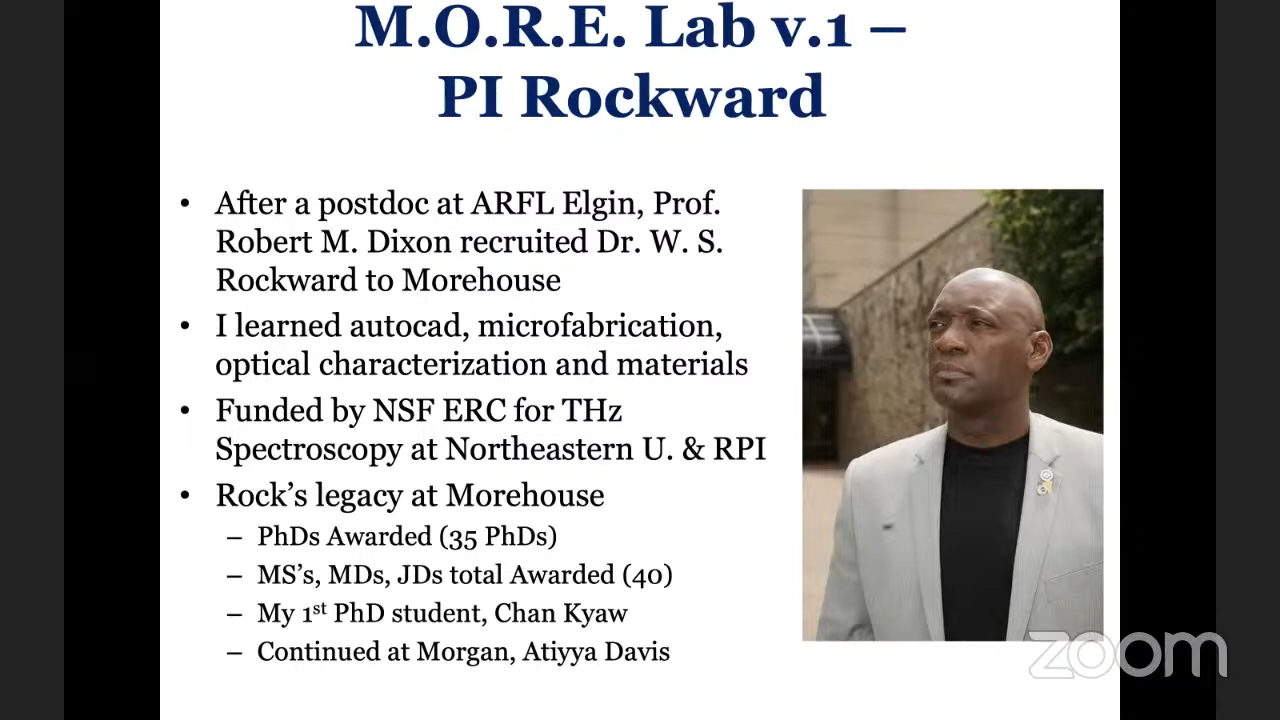 M.O.R.E. Lab v.1 –
PI Rockward
• After a postdoc at ARFL Elgin, Prof.
Robert M. Dixon recruited Dr. W. S.
Rockward to Morehouse
• I learned autocad, microfabrication,
optical characterization and materials
• Funded by NSF ERC for THz
Spectroscopy at Northeastern U. & RPI
• Rock's legacy at Morehouse
– PhDs Awarded (35 PhDs)
– MS's, MDs, JDs total Awarded (40)
– My 1st PhD student, Chan Kyaw
– Continued at Morgan, Atiyya Davis
zoom